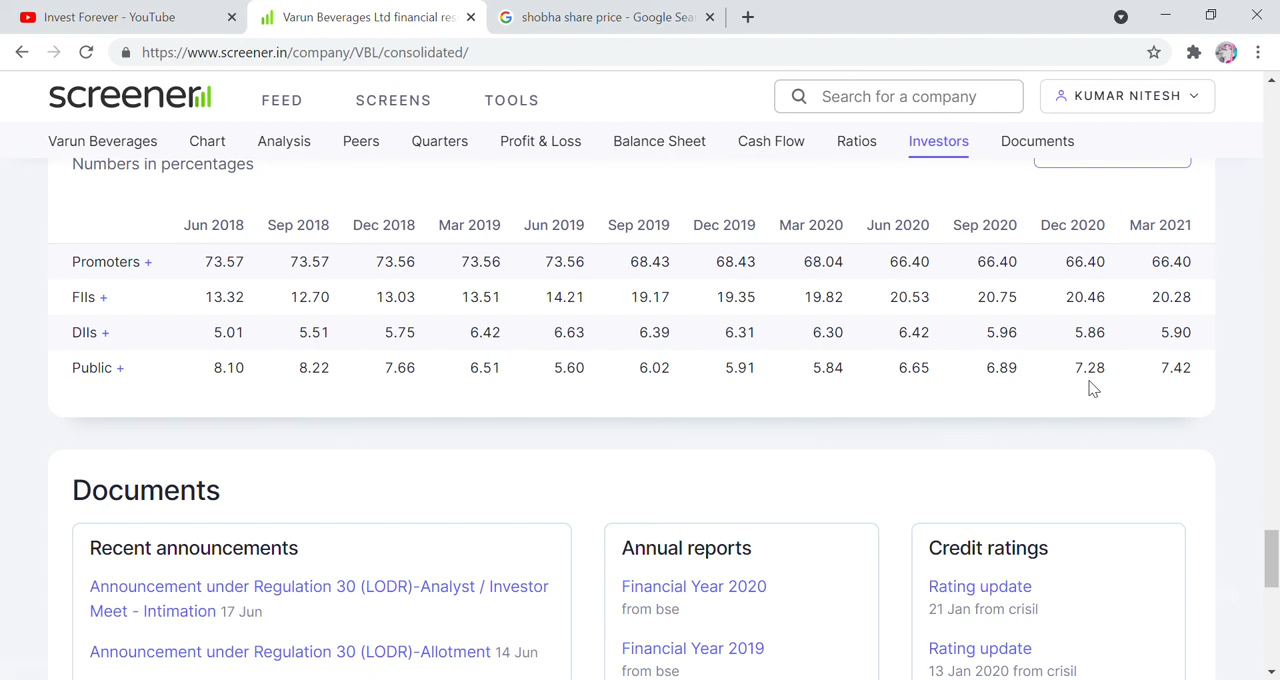 Invest Forever - YouTube
Varun Beverages Ltd financial res
shobha share price - Google Sea
https://www.screener.in/company/VBL/consolidated/
screener
FEED
SCREENS
TOOLS
Search for a company
KUMAR NITESH
Varun Beverages Chart Analysis Peers Quarters Profit & Loss Balance Sheet Cash Flow Ratios Investors Documents
Numbers in percentages
Jun 2018 Sep 2018 Dec 2018 Mar 2019 Jun 2019 Sep 2019 Dec 2019 Mar 2020 Jun 2020 Sep 2020 Dec 2020 Mar 2021
Promoters + 73.57 73.57 73.56 73.56 73.56 68.43 68.43 68.04 66.40 66.40 66.40 66.40
FIIs + 13.32 12.70 13.03 13.51 14.21 19.17 19.35 19.82 20.53 20.75 20.46 20.28
DIIs + 5.01 5.51 5.75 6.42 6.63 6.39 6.31 6.30 6.42 5.96 5.86 5.90
Public + 8.10 8.22 7.66 6.51 5.60 6.02 5.91 5.84 6.65 6.89 7.28 7.42
Documents
Recent announcements
Announcement under Regulation 30 (LODR)-Analyst / Investor
Meet - Intimation 17 Jun
Announcement under Regulation 30 (LODR)-Allotment 14 Jun
Annual reports
Financial Year 2020
from bse
Financial Year 2019
from bse
Credit ratings
Rating update
21 Jan from crisil
Rating update
13 Jan 2020 from crisil